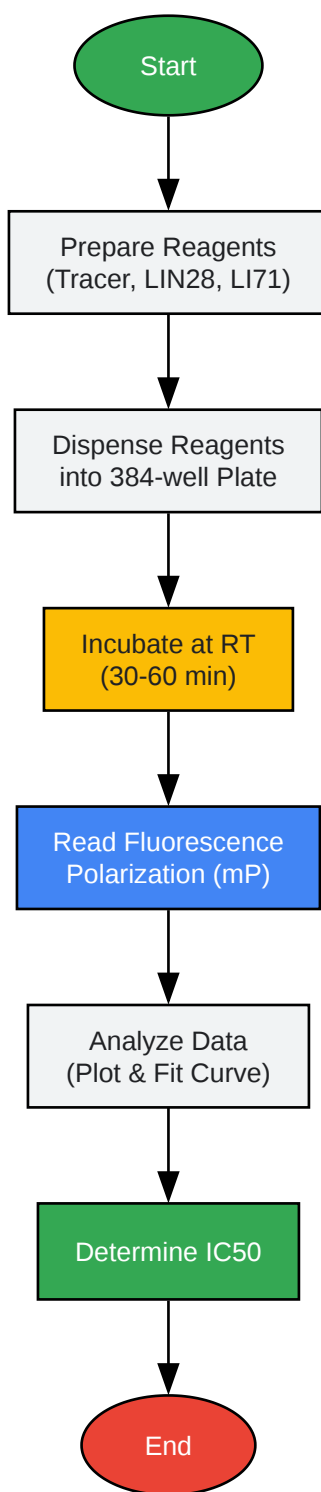 Start
Prepare Reagents
(Tracer, LIN28, LI71)
Dispense Reagents
into 384-well Plate
Incubate at RT
(30-60 min)
Read Fluorescence
Polarization (mP)
Analyze Data
(Plot & Fit Curve)
Determine IC50
End